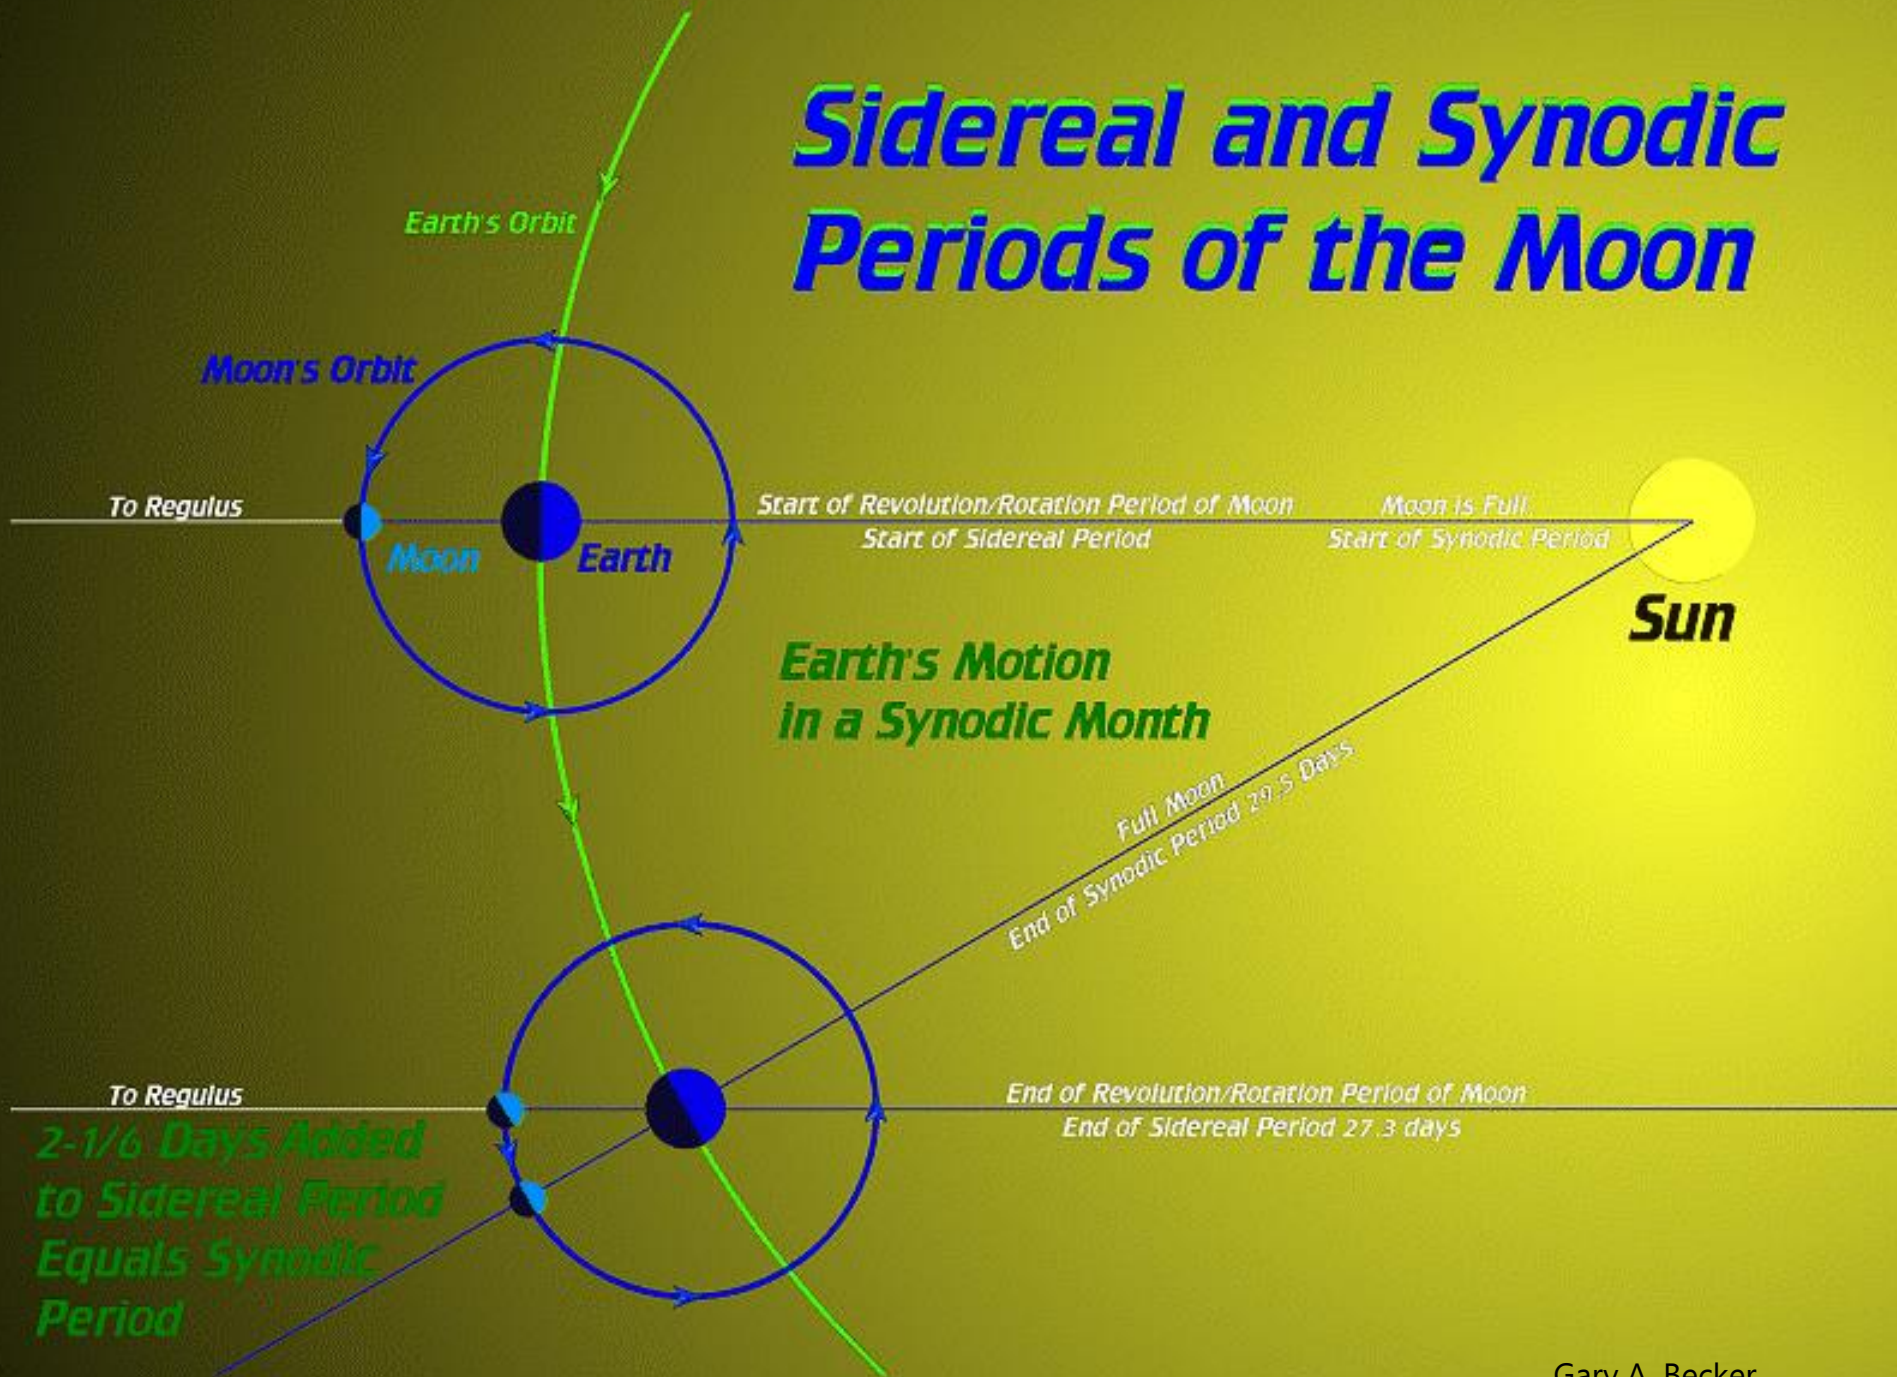 Sidereal and Synodic
Periods of the Moon
Earth's Orbit
Moon's Orbit
To Regulus
Start of Revolution/Rotation Period of Moon
Moon is Full.
Start of Sidereal Period
Start of Synodic Period
Moon
Earth
Sun
Earth's Motion
in a Synodic Month
Full Moon
End of Synodic Period 29.5 Days
To Regulus
End of Revolution/Rotation Period of Moon
End of Sidereal Period 27.3 days
2-1/6 Days Added
to Sidereal Period
Equals Synodic
Period
Gary A. Becker